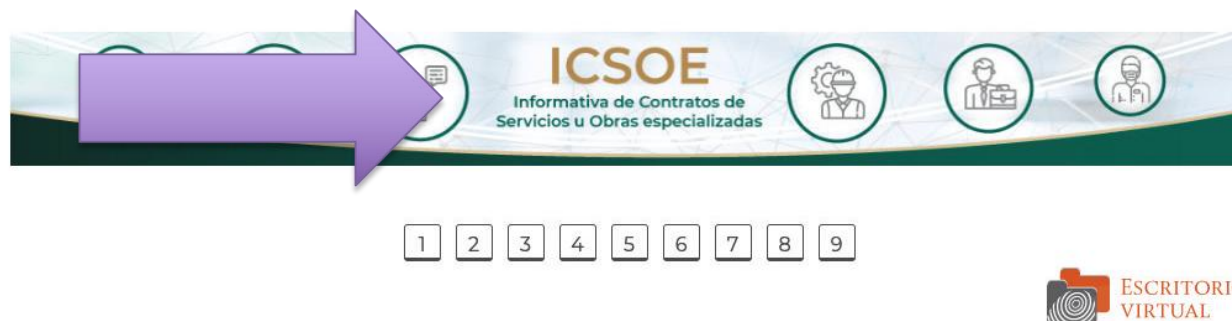 ICSOE
Informativa de Contratos de
Servicios u Obras especializadas
1 2 3 4 5 6 7 8 9
ESCRITORI
VIRTUAL